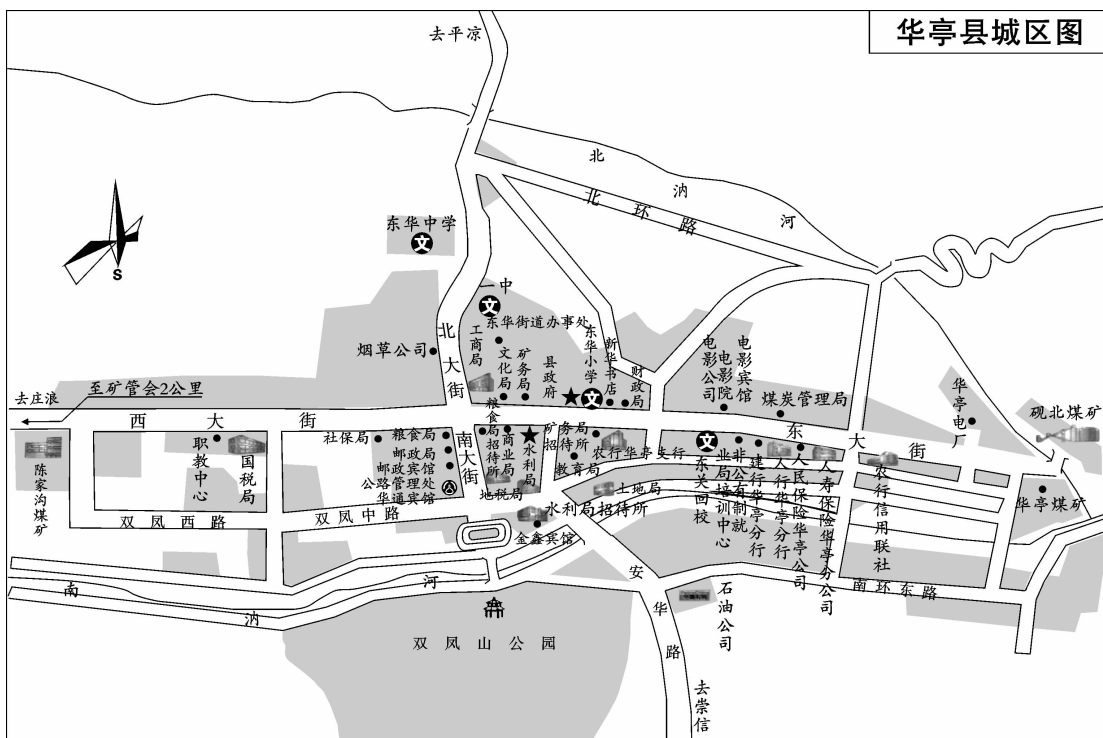 华亭县城区图
去平凉
北汭河
北环路
东华中学
文
S
一中
文
东华街道办事处
工商局
文化局
矿务局
县政府
东华小学
文
新华书店
财政局
电影公司
电影院
电影宾馆
煤炭管理局
北大街
烟草公司
至矿管会2公里
去庄浪
西大街
东大街
华亭电厂
砚北煤矿
陈家沟煤矿
职教中心
国税局
社保局
粮食局
邮政局
邮政宾馆
公路管理处
华通宾馆
南大街
粮食局招待所
商业局
水利局
地税局
矿务局招待所
农行华亭支行
教育局
土地局
水利局招待所
金鑫宾馆
文
东关回校
非公有制就业局培训中心
建行华亭分行
人行华亭分行
人民保险华亭公司
人寿保险华亭分公司
农行信用联社
华亭煤矿
双凤西路
双凤中路
南汭河
安华路
石油公司
南环东路
双凤山公园
去崇信